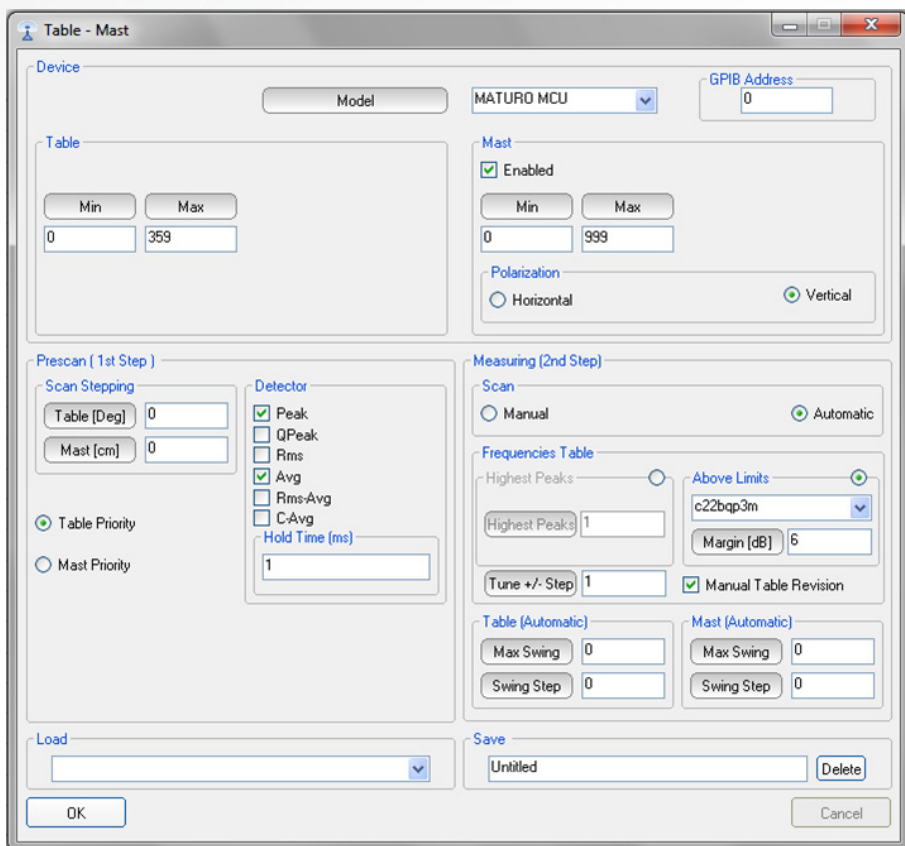 Table - Mast
Device
Model
MATURO MCU
GPIB Address
0
Table
Min
Max
0
359
Mast
Enabled
Min
Max
0
999
Polarization
Horizontal
Vertical
Prescan ( 1st Step )
Scan Stepping
Table [Deg]
0
Mast [cm]
0
Table Priority
Mast Priority
Detector
Peak
QPeak
Rms
Avg
Rms-Avg
C-Avg
Hold Time (ms)
1
Measuring (2nd Step)
Scan
Manual
Automatic
Frequencies Table
Highest Peaks
Highest Peaks
1
Above Limits
c22bqp3m
Margin [dB]
6
Tune +/- Step
1
Manual Table Revision
Table (Automatic)
Max Swing
0
Swing Step
0
Mast (Automatic)
Max Swing
0
Swing Step
0
Load
Save
Untitled
Delete
OK
Cancel